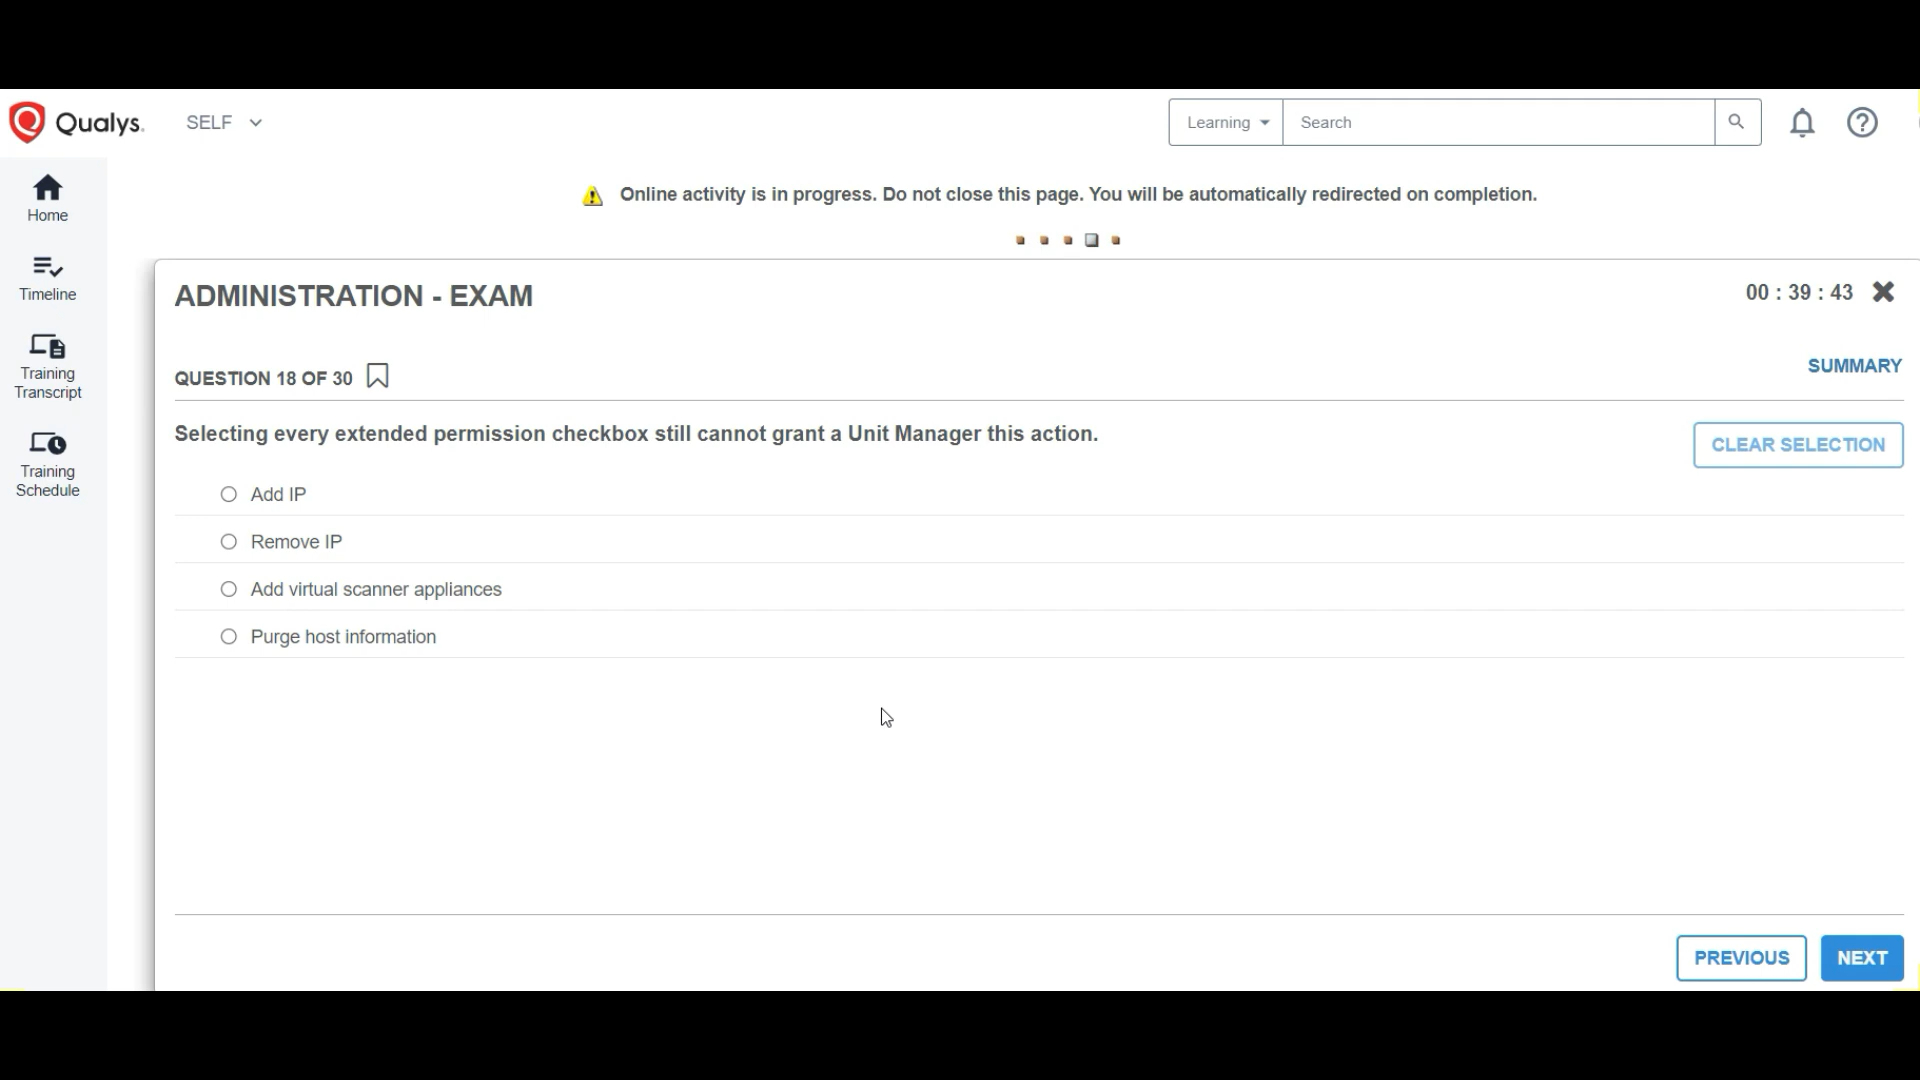 Qualys.
SELF
Learning
Search
Home
Timeline
Training
Transcript
Training
Schedule
Online activity is in progress. Do not close this page. You will be automatically redirected on completion.
ADMINISTRATION - EXAM
00 : 39 : 43
QUESTION 18 OF 30
SUMMARY
Selecting every extended permission checkbox still cannot grant a Unit Manager this action.
CLEAR SELECTION
Add IP
Remove IP
Add virtual scanner appliances
Purge host information
PREVIOUS
NEXT